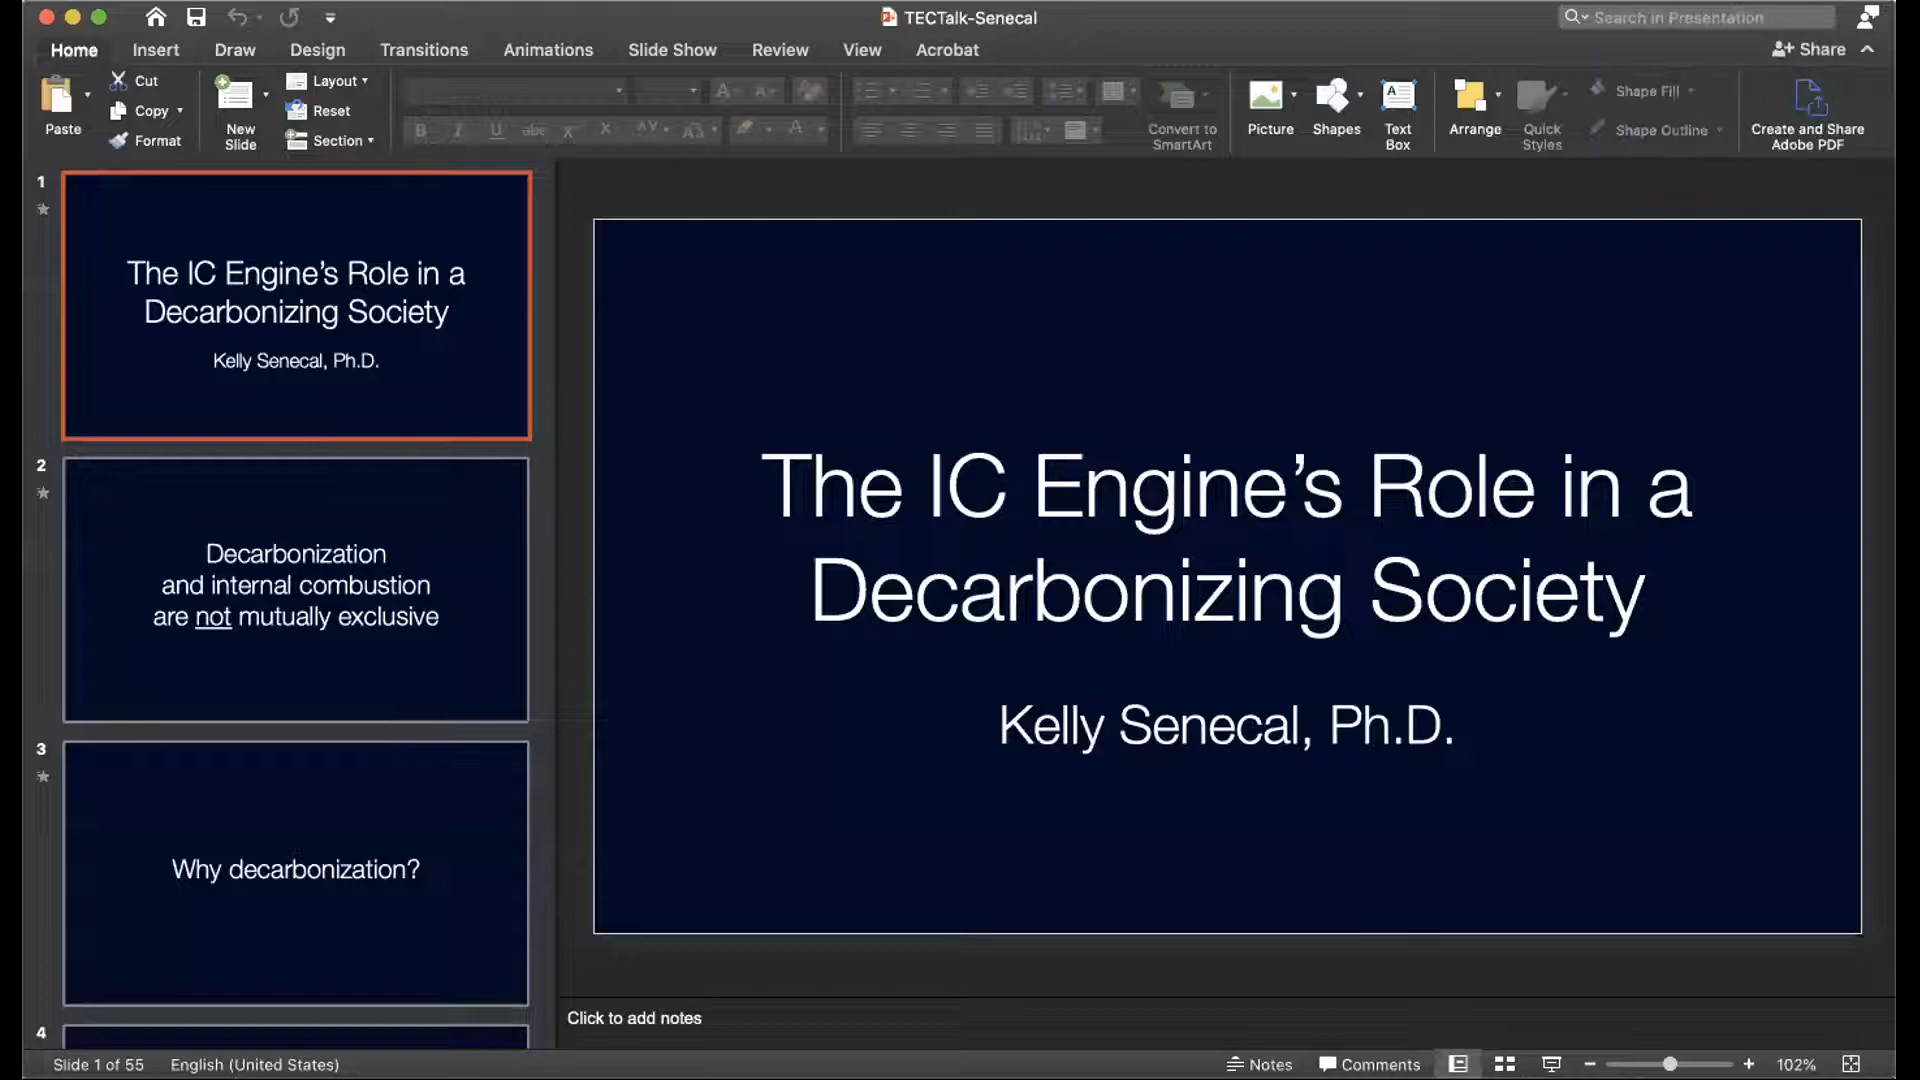 TECTalk-Senecal
Search in Presentation
Home Insert Draw Design Transitions Animations Slide Show Review View Acrobat
Share
Paste
Cut
Copy
Format
New
Slide
Layout
Reset
Section
Convert to
SmartArt
Picture
Shapes
Text
Box
Arrange
Quick
Styles
Shape Fill
Shape Outline
Create and Share
Adobe PDF
1
The IC Engine’s Role in a
Decarbonizing Society
Kelly Senecal, Ph.D.
2
Decarbonization
and internal combustion
are not mutually exclusive
3
Why decarbonization?
4
The IC Engine’s Role in a
Decarbonizing Society
Kelly Senecal, Ph.D.
Click to add notes
Slide 1 of 55 English (United States)
Notes Comments 102%